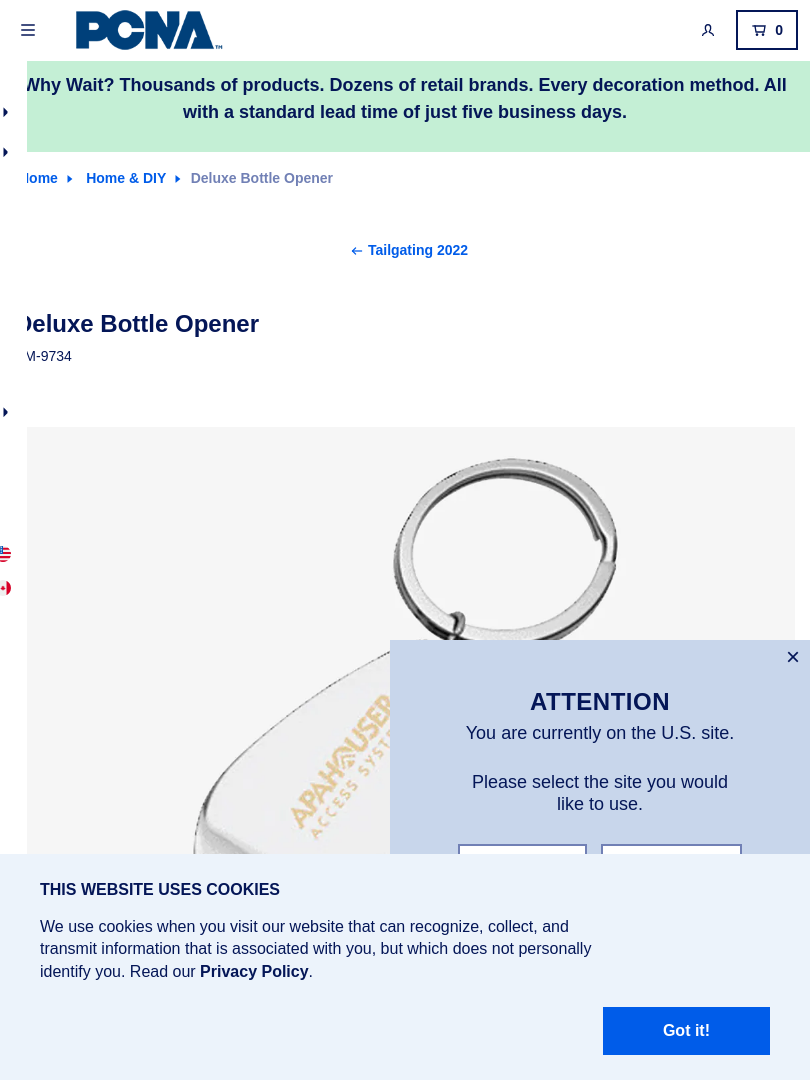 PCNA™
0
Why Wait? Thousands of products. Dozens of retail brands. Every decoration method. All
with a standard lead time of just five business days.
Home & DIY
Deluxe Bottle Opener
Tailgating 2022
Deluxe Bottle Opener
M-9734
APAHOUSER
ATTENTION
You are currently on the U.S. site.
Please select the site you would
like to use.
THIS WEBSITE USES COOKIES
We use cookies when you visit our website that can recognize, collect, and
transmit information that is associated with you, but which does not personally
identify you. Read our Privacy Policy.
Got it!